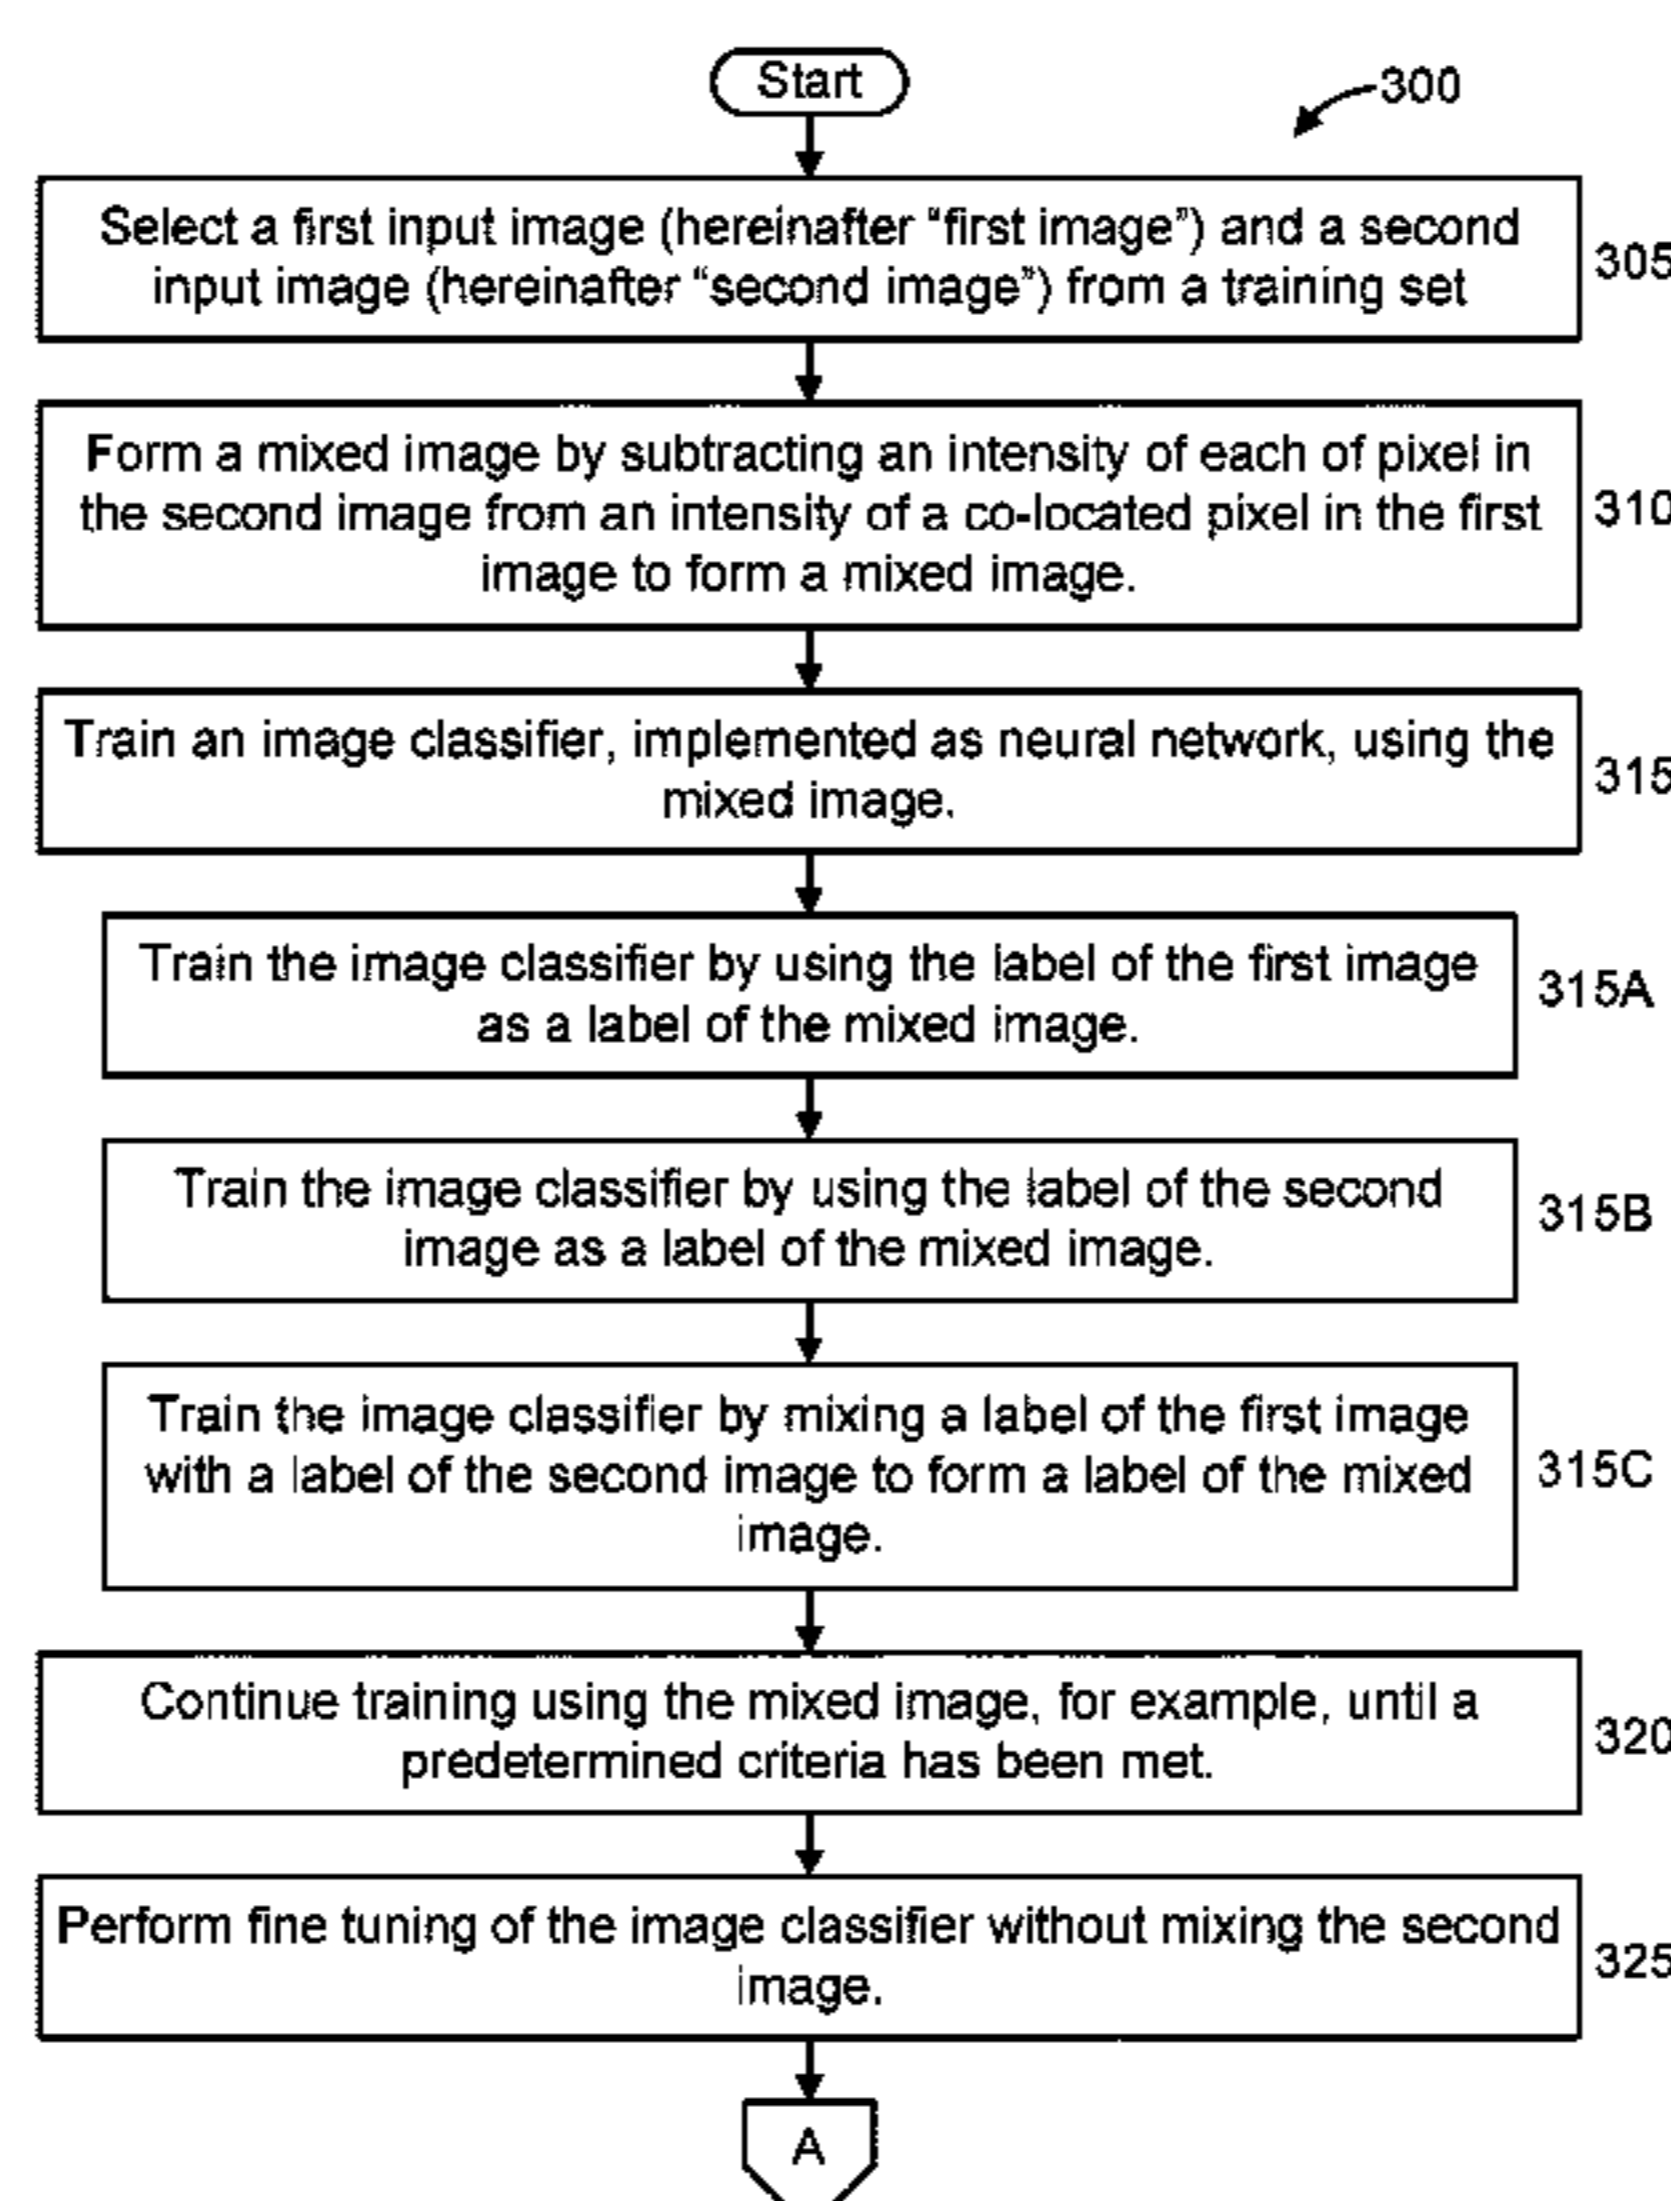 Start
300
Select a first input image (hereinafter “first image”) and a second
input image (hereinafter “second image”) from a training set
305
Form a mixed image by subtracting an intensity of each of pixel in
the second image from an intensity of a co-located pixel in the first
image to form a mixed image.
310
Train an image classifier, implemented as neural network, using the
mixed image.
315
Train the image classifier by using the label of the first image
as a label of the mixed image.
315A
Train the image classifier by using the label of the second
image as a label of the mixed image.
315B
Train the image classifier by mixing a label of the first image
with a label of the second image to form a label of the mixed
image.
315C
Continue training using the mixed image, for example, until a
predetermined criteria has been met.
320
Perform fine tuning of the image classifier without mixing the second
image.
325
A